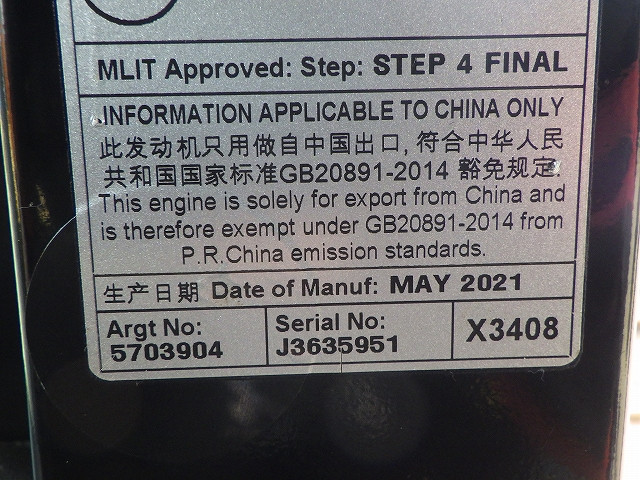 MLIT Approved: Step: STEP 4 FINAL
INFORMATION APPLICABLE TO CHINA ONLY
此发动机只用做自中国出口,符合中华人民
共和国国家标准GB20891-2014 豁免规定.
This engine is solely for export from China and
is therefore exempt under GB20891-2014 from
P.R.China emission standards.
生产日期 Date of Manuf: MAY 2021
Argt No:
5703904
Serial No:
J3635951
X3408